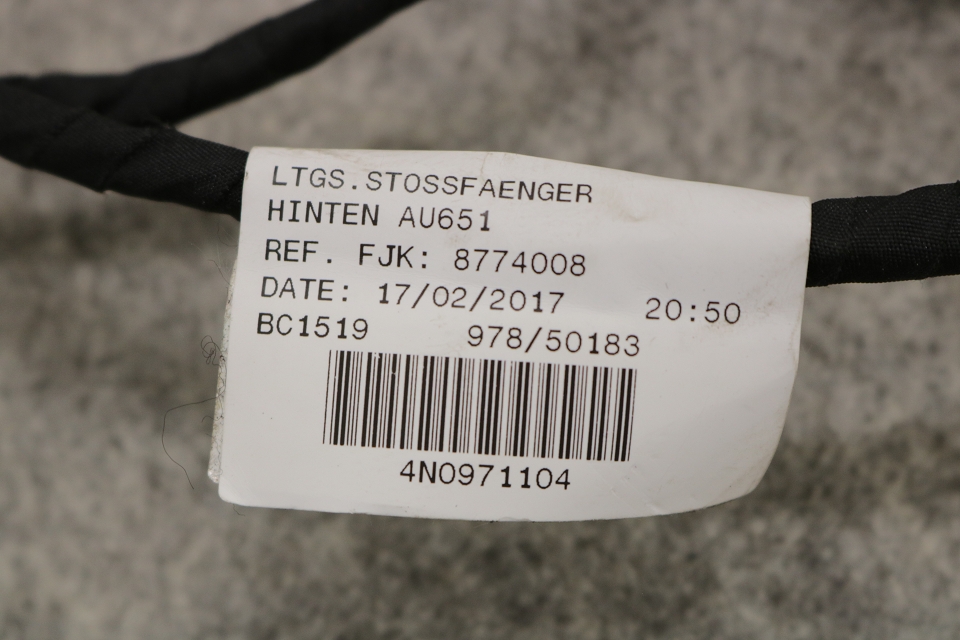 LTGS.STOSSFAENGER
HINTEN AU651
REF. FJK: 8774008
DATE: 17/02/2017 20:50
BC1519 978/50183
4N0971104